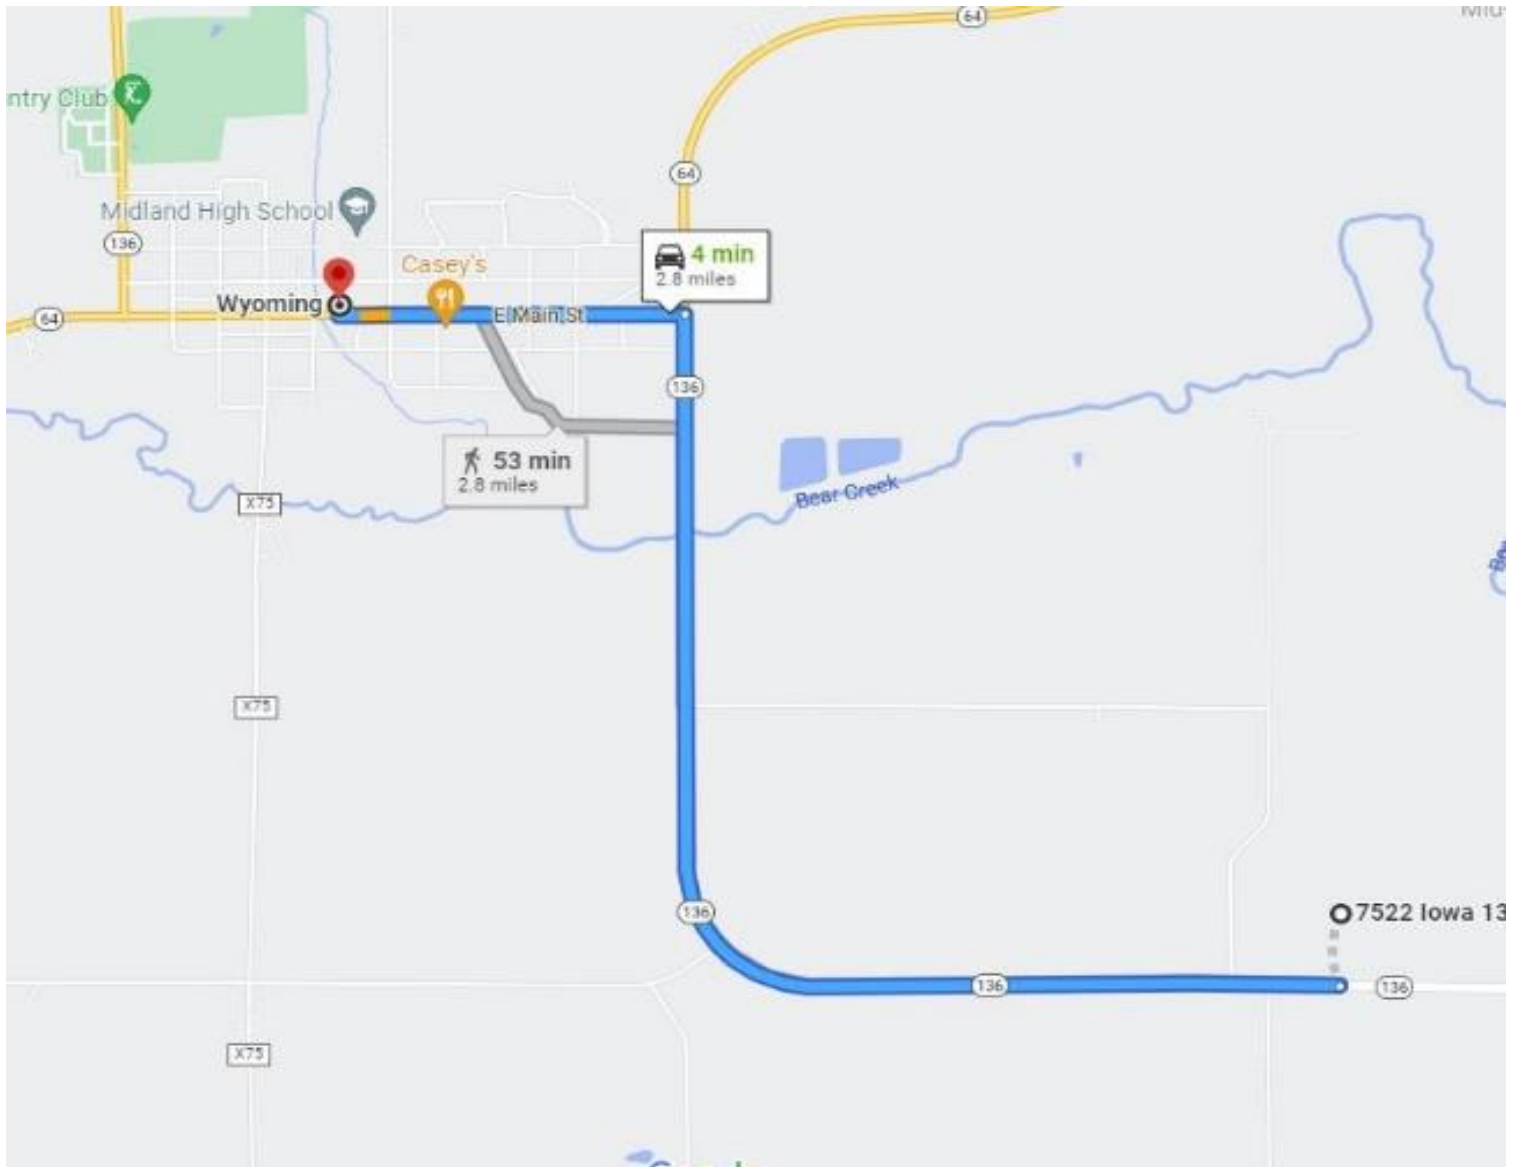 64
ntry Club
64
Midland High School
136
Casey's
4 min
2.8 miles
Wyoming
64
E Main St
136
53 min
2.8 miles
X75
Bear Creek
X75
136
7522 Iowa 13
136
136
X75